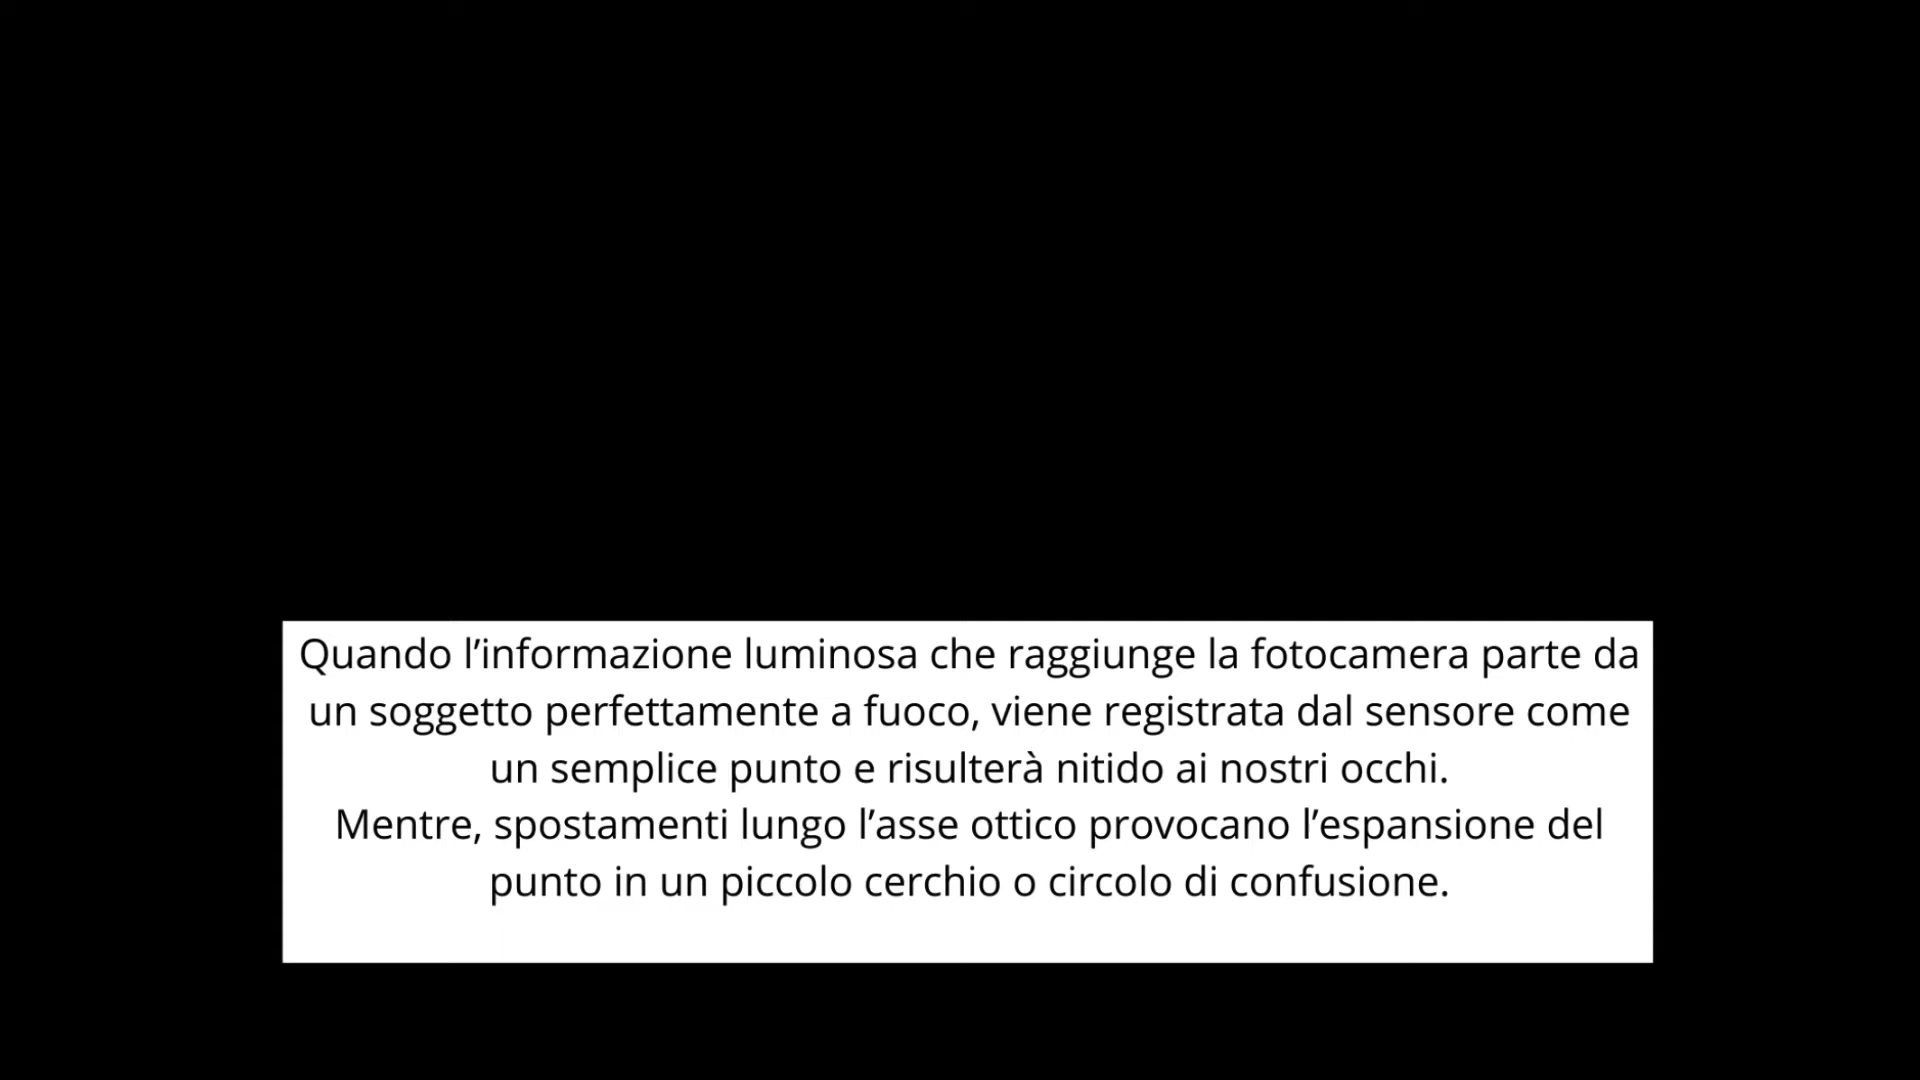 Quando l’informazione luminosa che raggiunge la fotocamera parte da
un soggetto perfettamente a fuoco, viene registrata dal sensore come
un semplice punto e risulterà nitido ai nostri occhi.
Mentre, spostamenti lungo l’asse ottico provocano l’espansione del
punto in un piccolo cerchio o circolo di confusione.